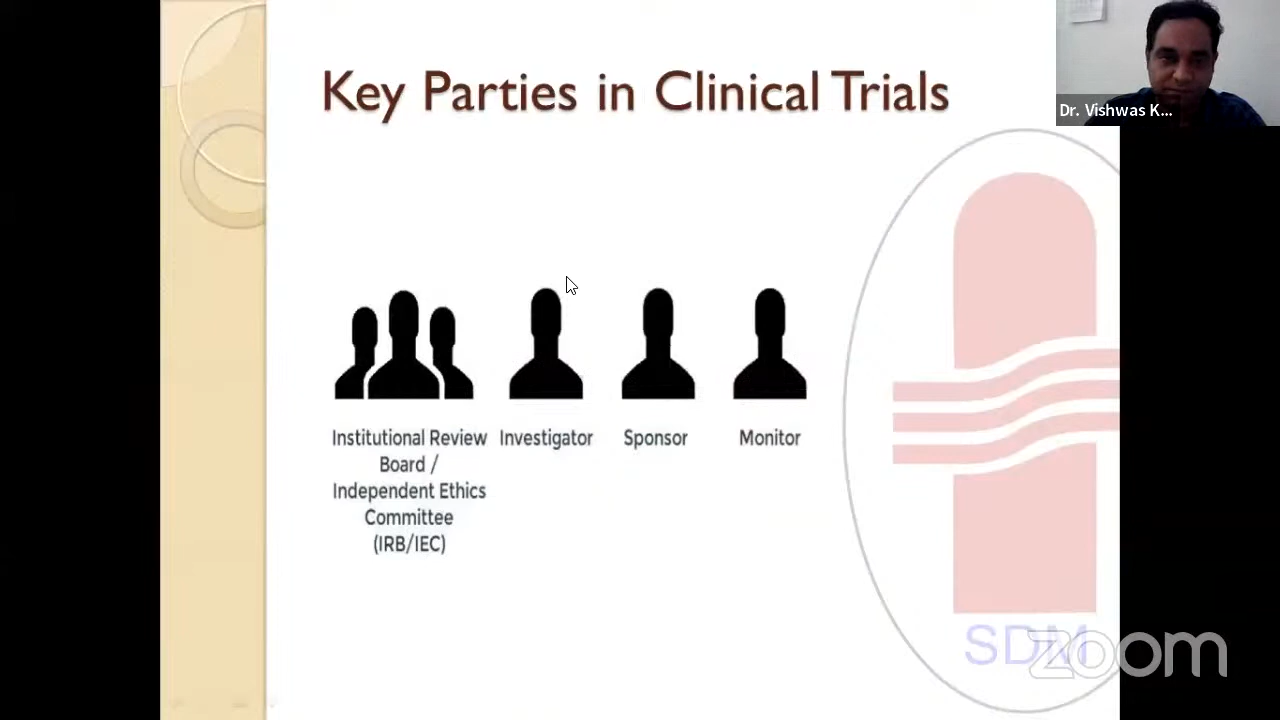 Key Parties in Clinical Trials
Dr. Vishwas K...
Institutional Review
Board /
Independent Ethics
Committee
(IRB/IEC)
Investigator
Sponsor
Monitor
SDM
zoom